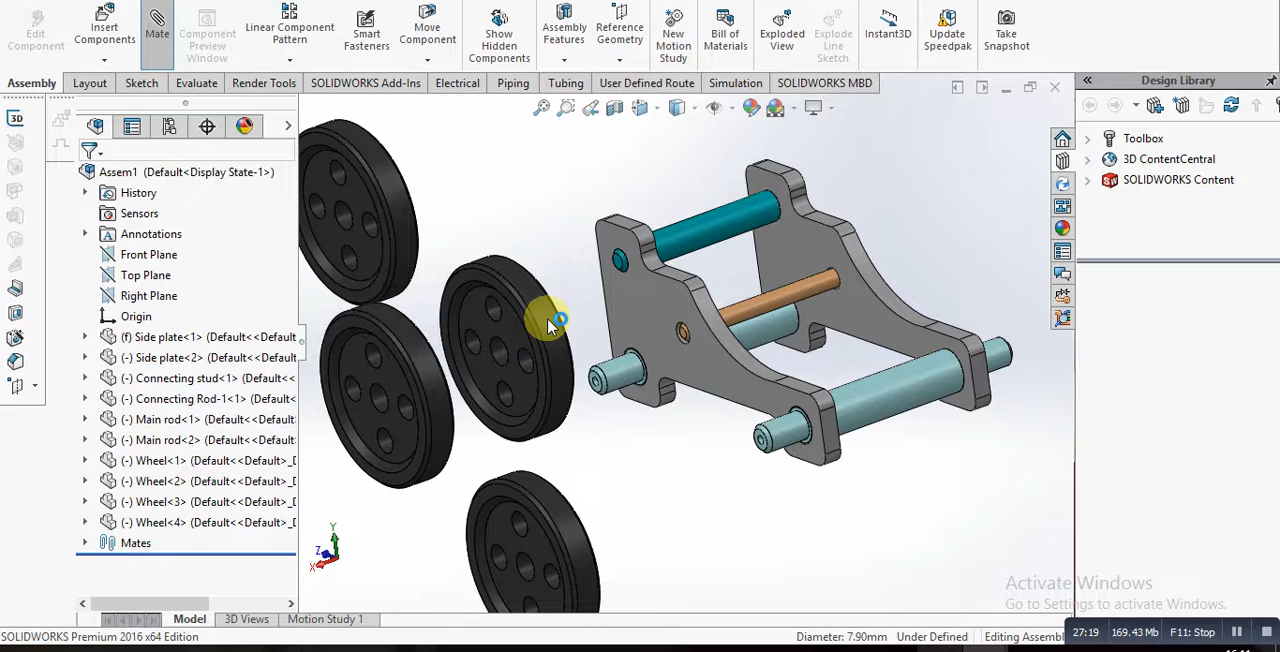 Edit Component
Insert Components
Mate
Component Preview Window
Linear Component Pattern
Smart Fasteners
Move Component
Show Hidden Components
Assembly Features
Reference Geometry
New Motion Study
Bill of Materials
Exploded View
Explode Line Sketch
Instant3D
Update Speedpak
Take Snapshot
Assembly
Layout
Sketch
Evaluate
Render Tools
SOLIDWORKS Add-Ins
Electrical
Piping
Tubing
User Defined Route
Simulation
SOLIDWORKS MBD
Design Library
3D
Toolbox
3D ContentCentral
SOLIDWORKS Content
Assem1 (Default<Display State-1>)
History
Sensors
Annotations
Front Plane
Top Plane
Right Plane
Origin
(f) Side plate<1> (Default<<Defaul
(-) Side plate<2> (Default<<Defaul
(-) Connecting stud<1> (Default<<
(-) Connecting Rod-1<1> (Default<
(-) Main rod<1> (Default<<Default
(-) Main rod<2> (Default<<Default
(-) Wheel<1> (Default<<Default>_D
(-) Wheel<2> (Default<<Default>_D
(-) Wheel<3> (Default<<Default>_D
(-) Wheel<4> (Default<<Default>_D
Mates
Y
Z
X
Activate Windows
Go to Settings to activate Windows.
Model
3D Views
Motion Study 1
SOLIDWORKS Premium 2016 x64 Edition
Diameter: 7.90mm
Under Defined
Editing Assembl
27:19
169.43 Mb
F11: Stop